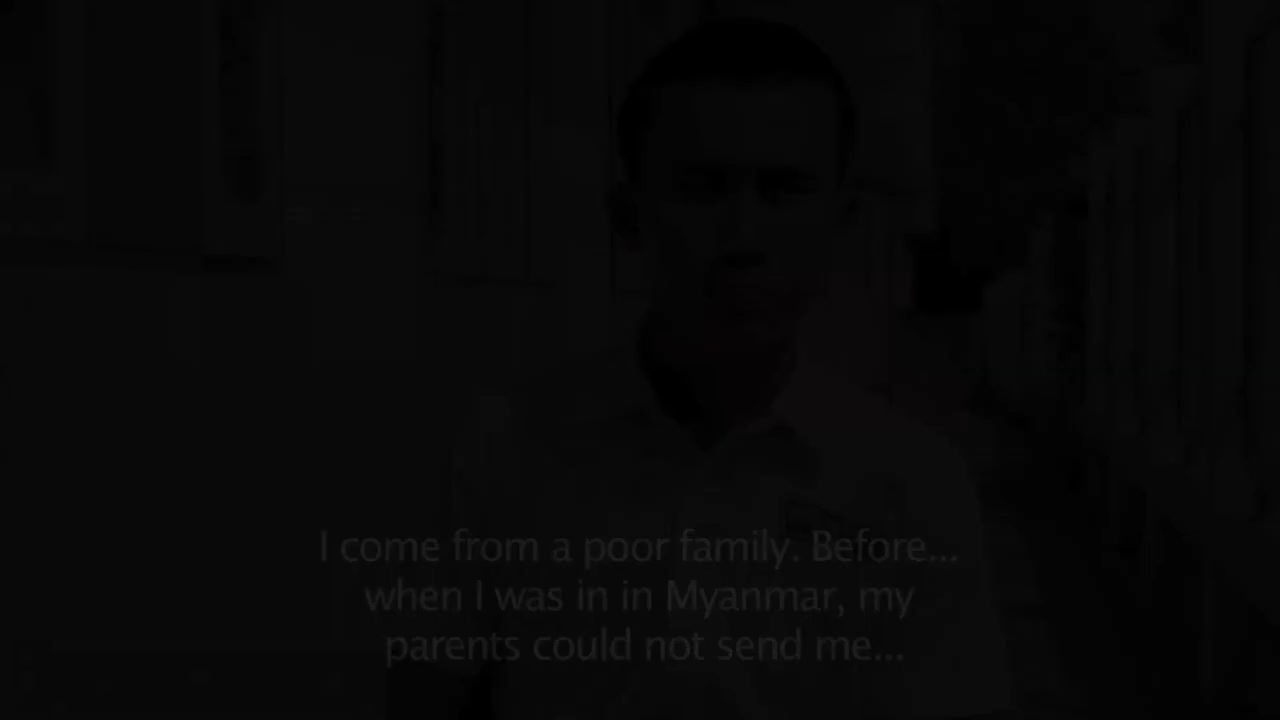 I come from a poor family. Before...
when I was in in Myanmar, my
parents could not send me...